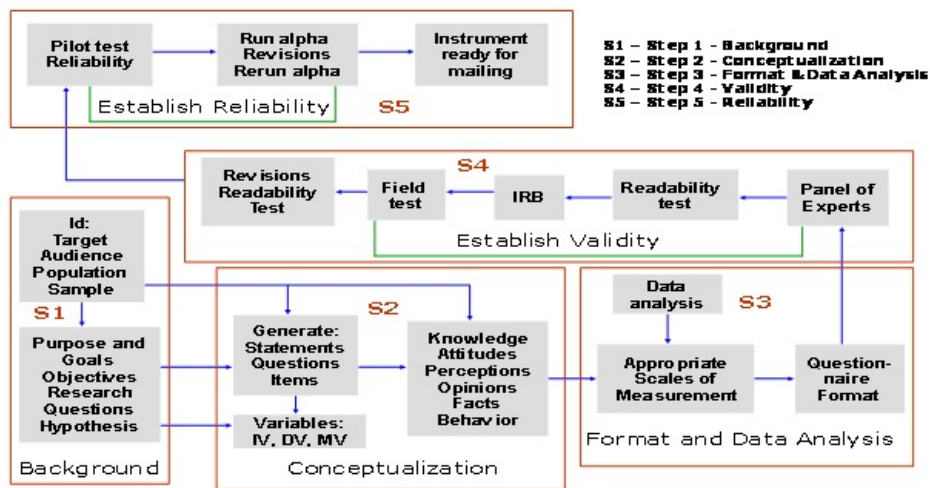 Pilot test
Reliability
Run alpha
Revisions
Rerun alpha
Instrument
ready for
mailing
Establish Reliability
S5
S1 – Step 1 - Background
S2 – Step 2 - Conceptualization
S3 – Step 3 - Format & Data Analysis
S4 – Step 4 - Validity
S5 – Step 5 - Reliability
S4
Revisions
Readability
Test
Field
test
IRB
Readability
test
Panel of
Experts
Establish Validity
Id:
Target
Audience
Population
Sample
S1
Purpose and
Goals
Objectives
Research
Questions
Hypothesis
Background
S2
Generate:
Statements
Questions
Items
Variables:
IV, DV, MV
Knowledge
Attitudes
Perceptions
Opinions
Facts
Behavior
Conceptualization
Data
analysis
S3
Appropriate
Scales of
Measurement
Question-
naire
Format
Format and Data Analysis